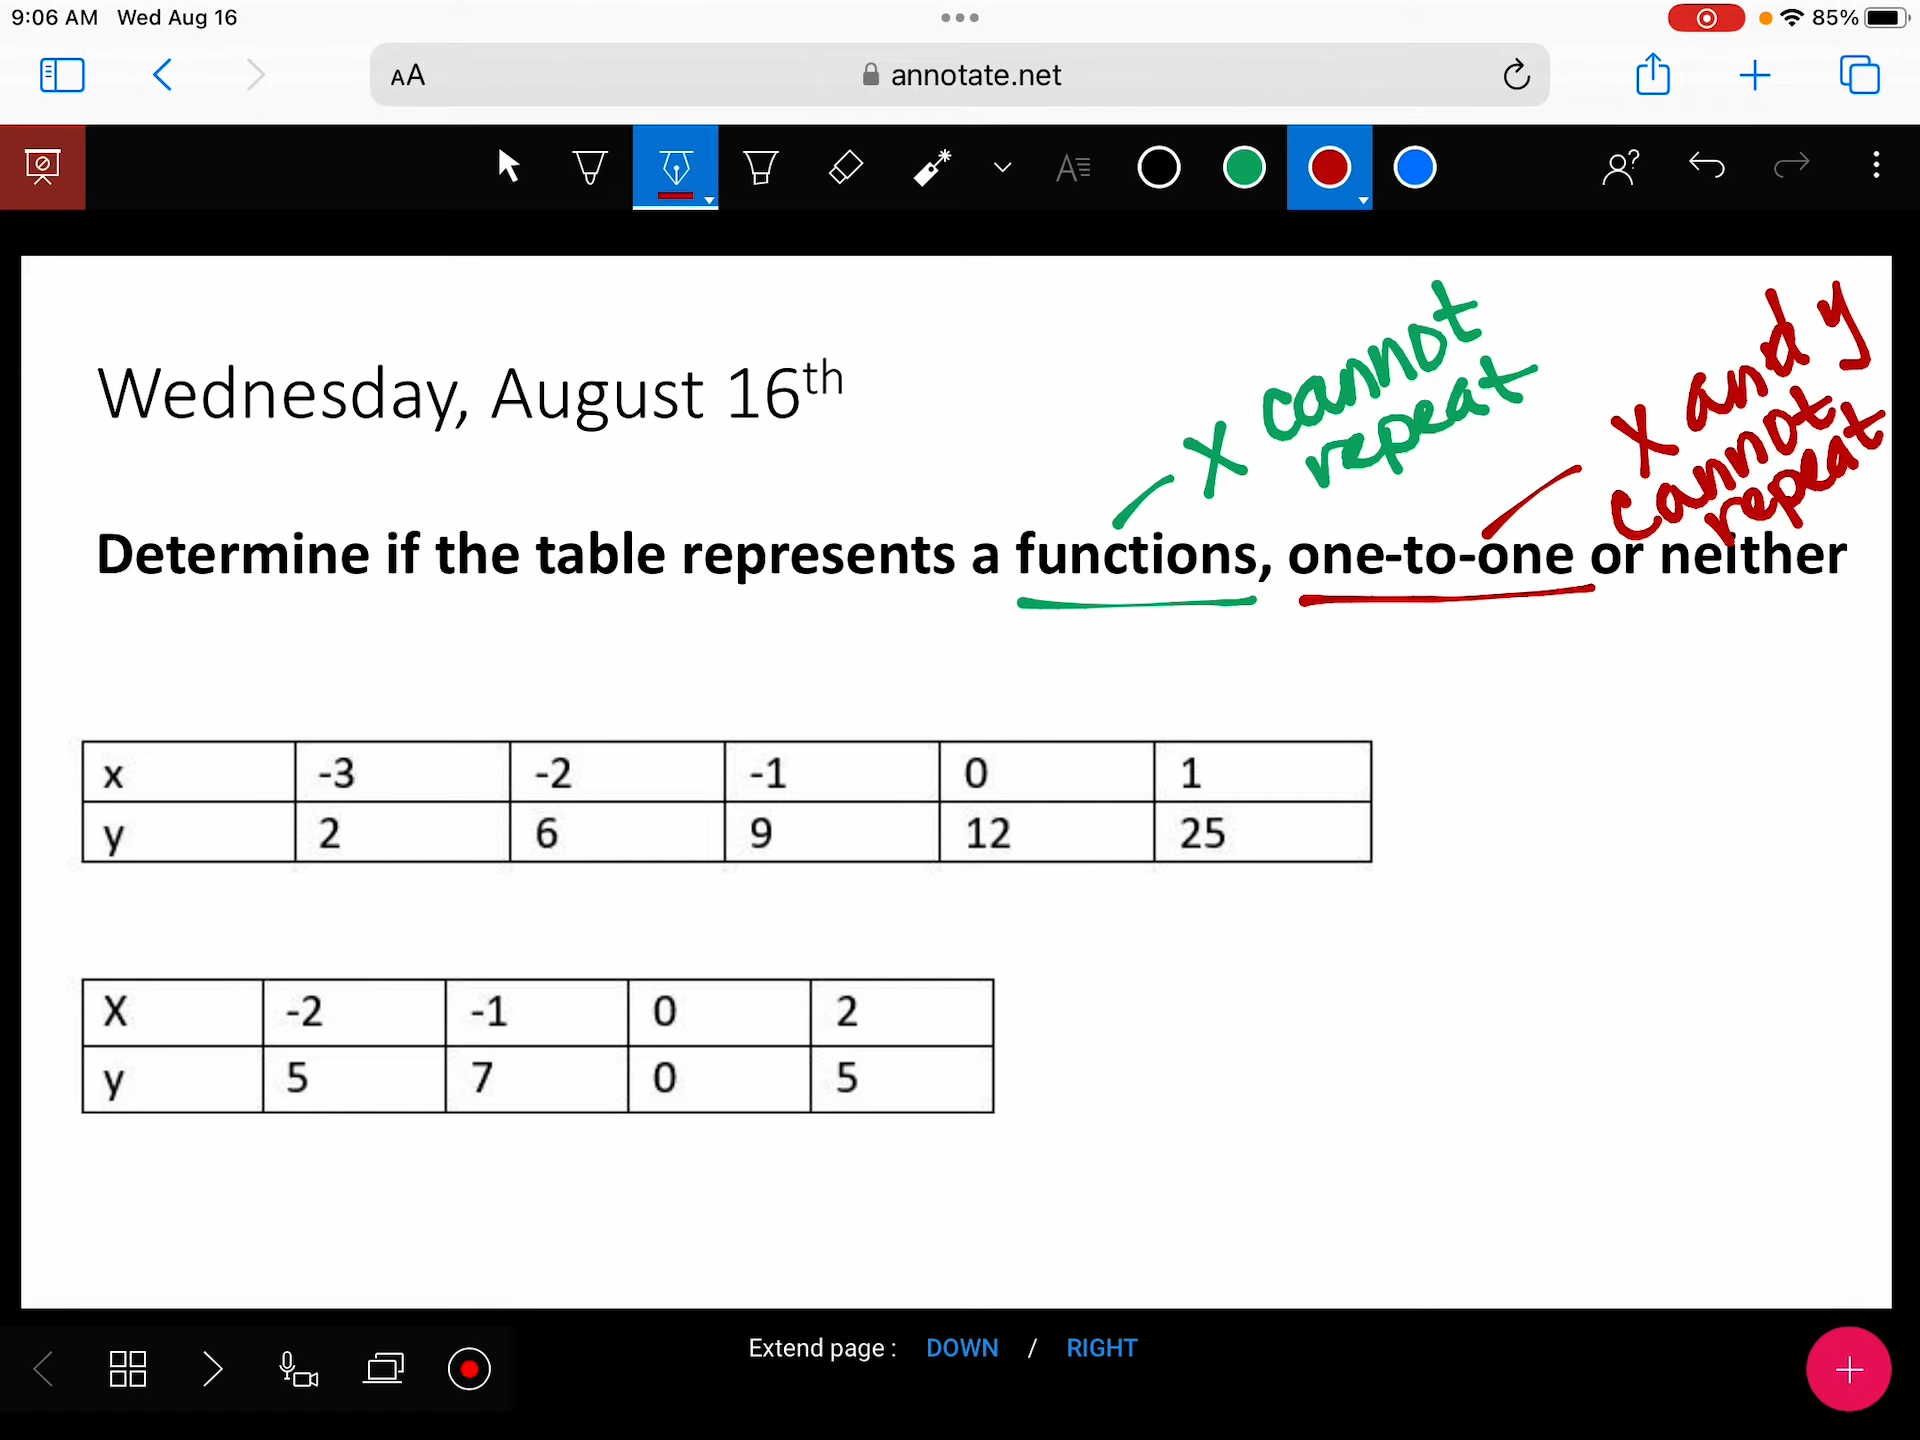 9:06 AM Wed Aug 16
85%
AA
annotate.net
Wednesday, August 16th
x cannot
repeat
x and y
cannot
repeat
Determine if the table represents a functions, one-to-one or neither
x -3 -2 -1 0 1
y 2 6 9 12 25
X -2 -1 0 2
y 5 7 0 5
Extend page : DOWN / RIGHT